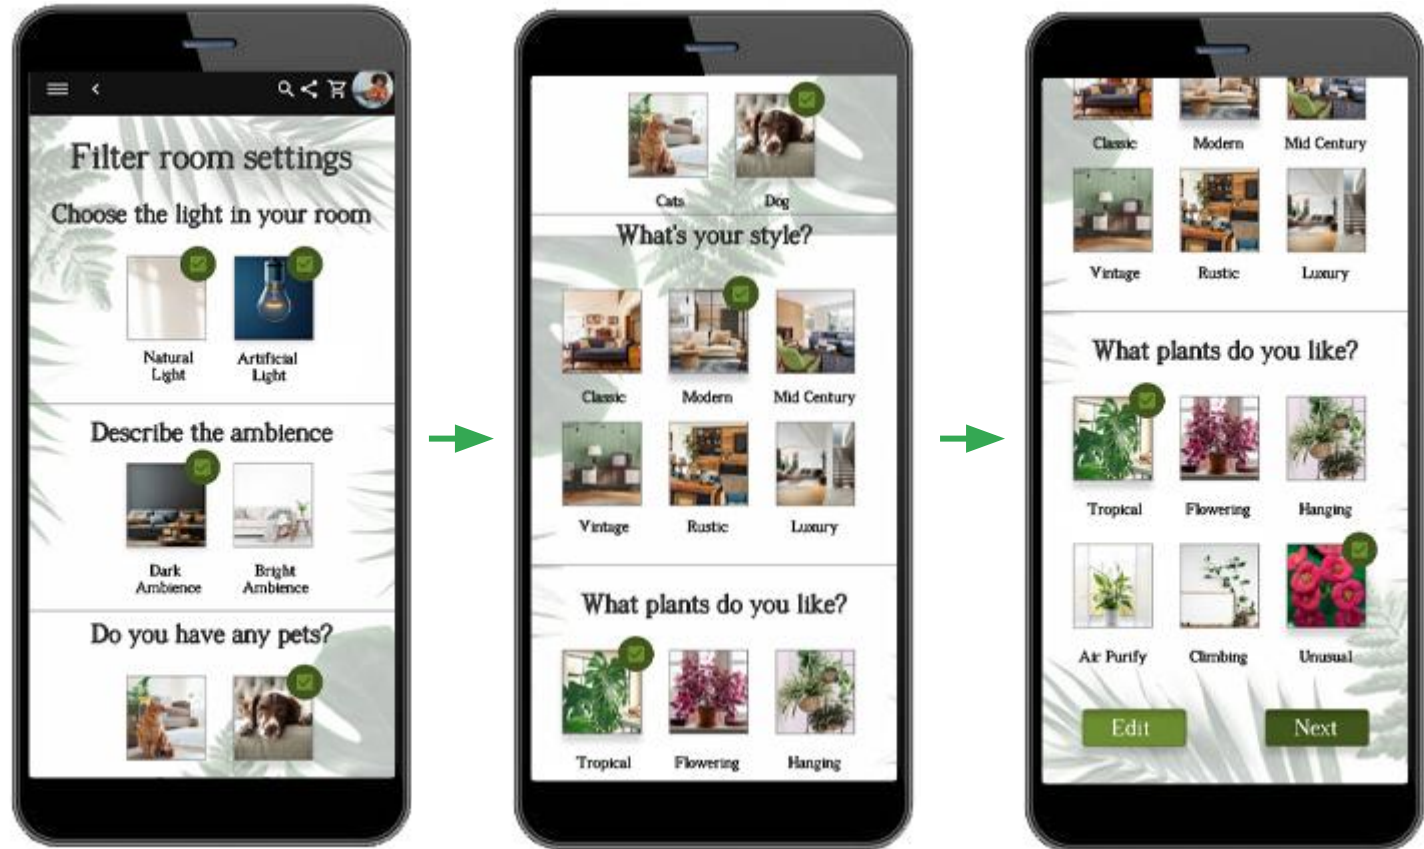 Filter room settings
Choose the light in your room
Natural
Light
Artificial
Light
Describe the ambience
Dark
Ambience
Bright
Ambience
Do you have any pets?
Cats
Dog
What's your style?
Classic
Modern
Mid Century
Vintage
Rustic
Luxury
What plants do you like?
Tropical
Flowering
Hanging
Classic
Modern
Mid Century
Vintage
Rustic
Luxury
What plants do you like?
Tropical
Flowering
Hanging
Air Purify
Climbing
Unusual
Edit
Next